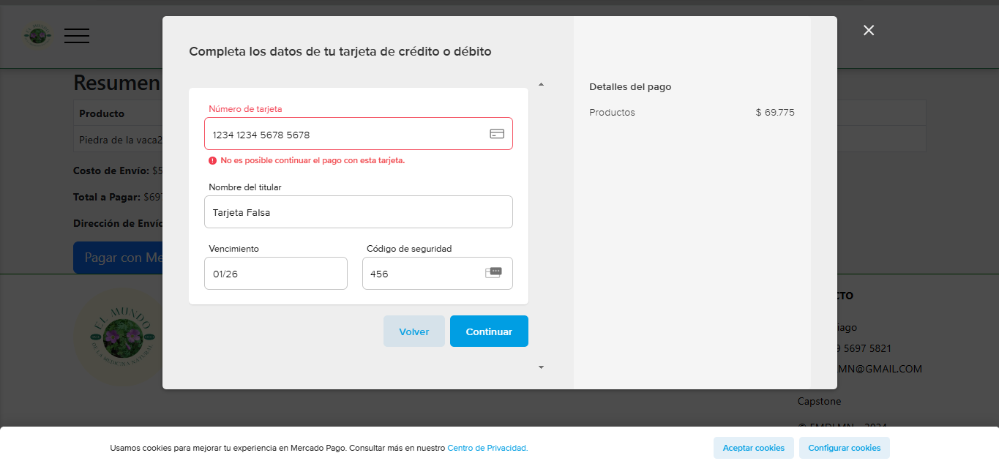 Completa los datos de tu tarjeta de crédito o débito
Número de tarjeta
1234 1234 5678 5678
No es posible continuar el pago con esta tarjeta.
Nombre del titular
Tarjeta Falsa
Vencimiento
Código de seguridad
01/26
456
Volver
Continuar
Detalles del pago
Productos
$ 69.775
Resumen
Producto
Piedra de la vaca2
Costo de Envío: $5
Total a Pagar: $697
Dirección de Envío
Pagar con Me
EL MUNDO
DE LA MEDICINA NATURAL
CTO
iago
9 5697 5821
LMN@GMAIL.COM
Capstone
© EMDLMN - 2024
Usamos cookies para mejorar tu experiencia en Mercado Pago. Consultar más en nuestro Centro de Privacidad.
Aceptar cookies
Configurar cookies